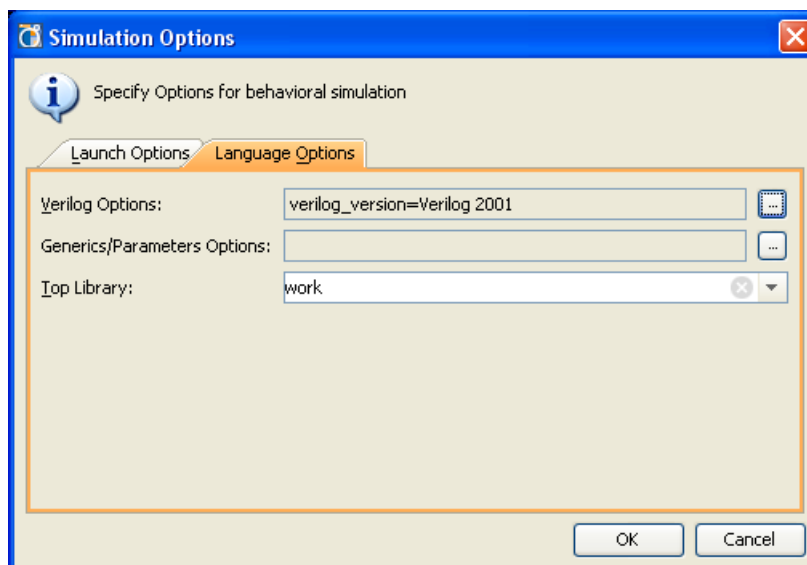 Simulation Options
Specify Options for behavioral simulation
Launch Options Language Options
Verilog Options: verilog_version=Verilog 2001 ...
Generics/Parameters Options: ...
Top Library: work
OK Cancel